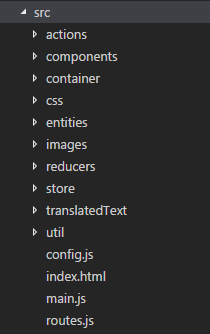 src
actions
components
container
css
entities
images
reducers
store
translatedText
util
config.js
index.html
main.js
routes.js